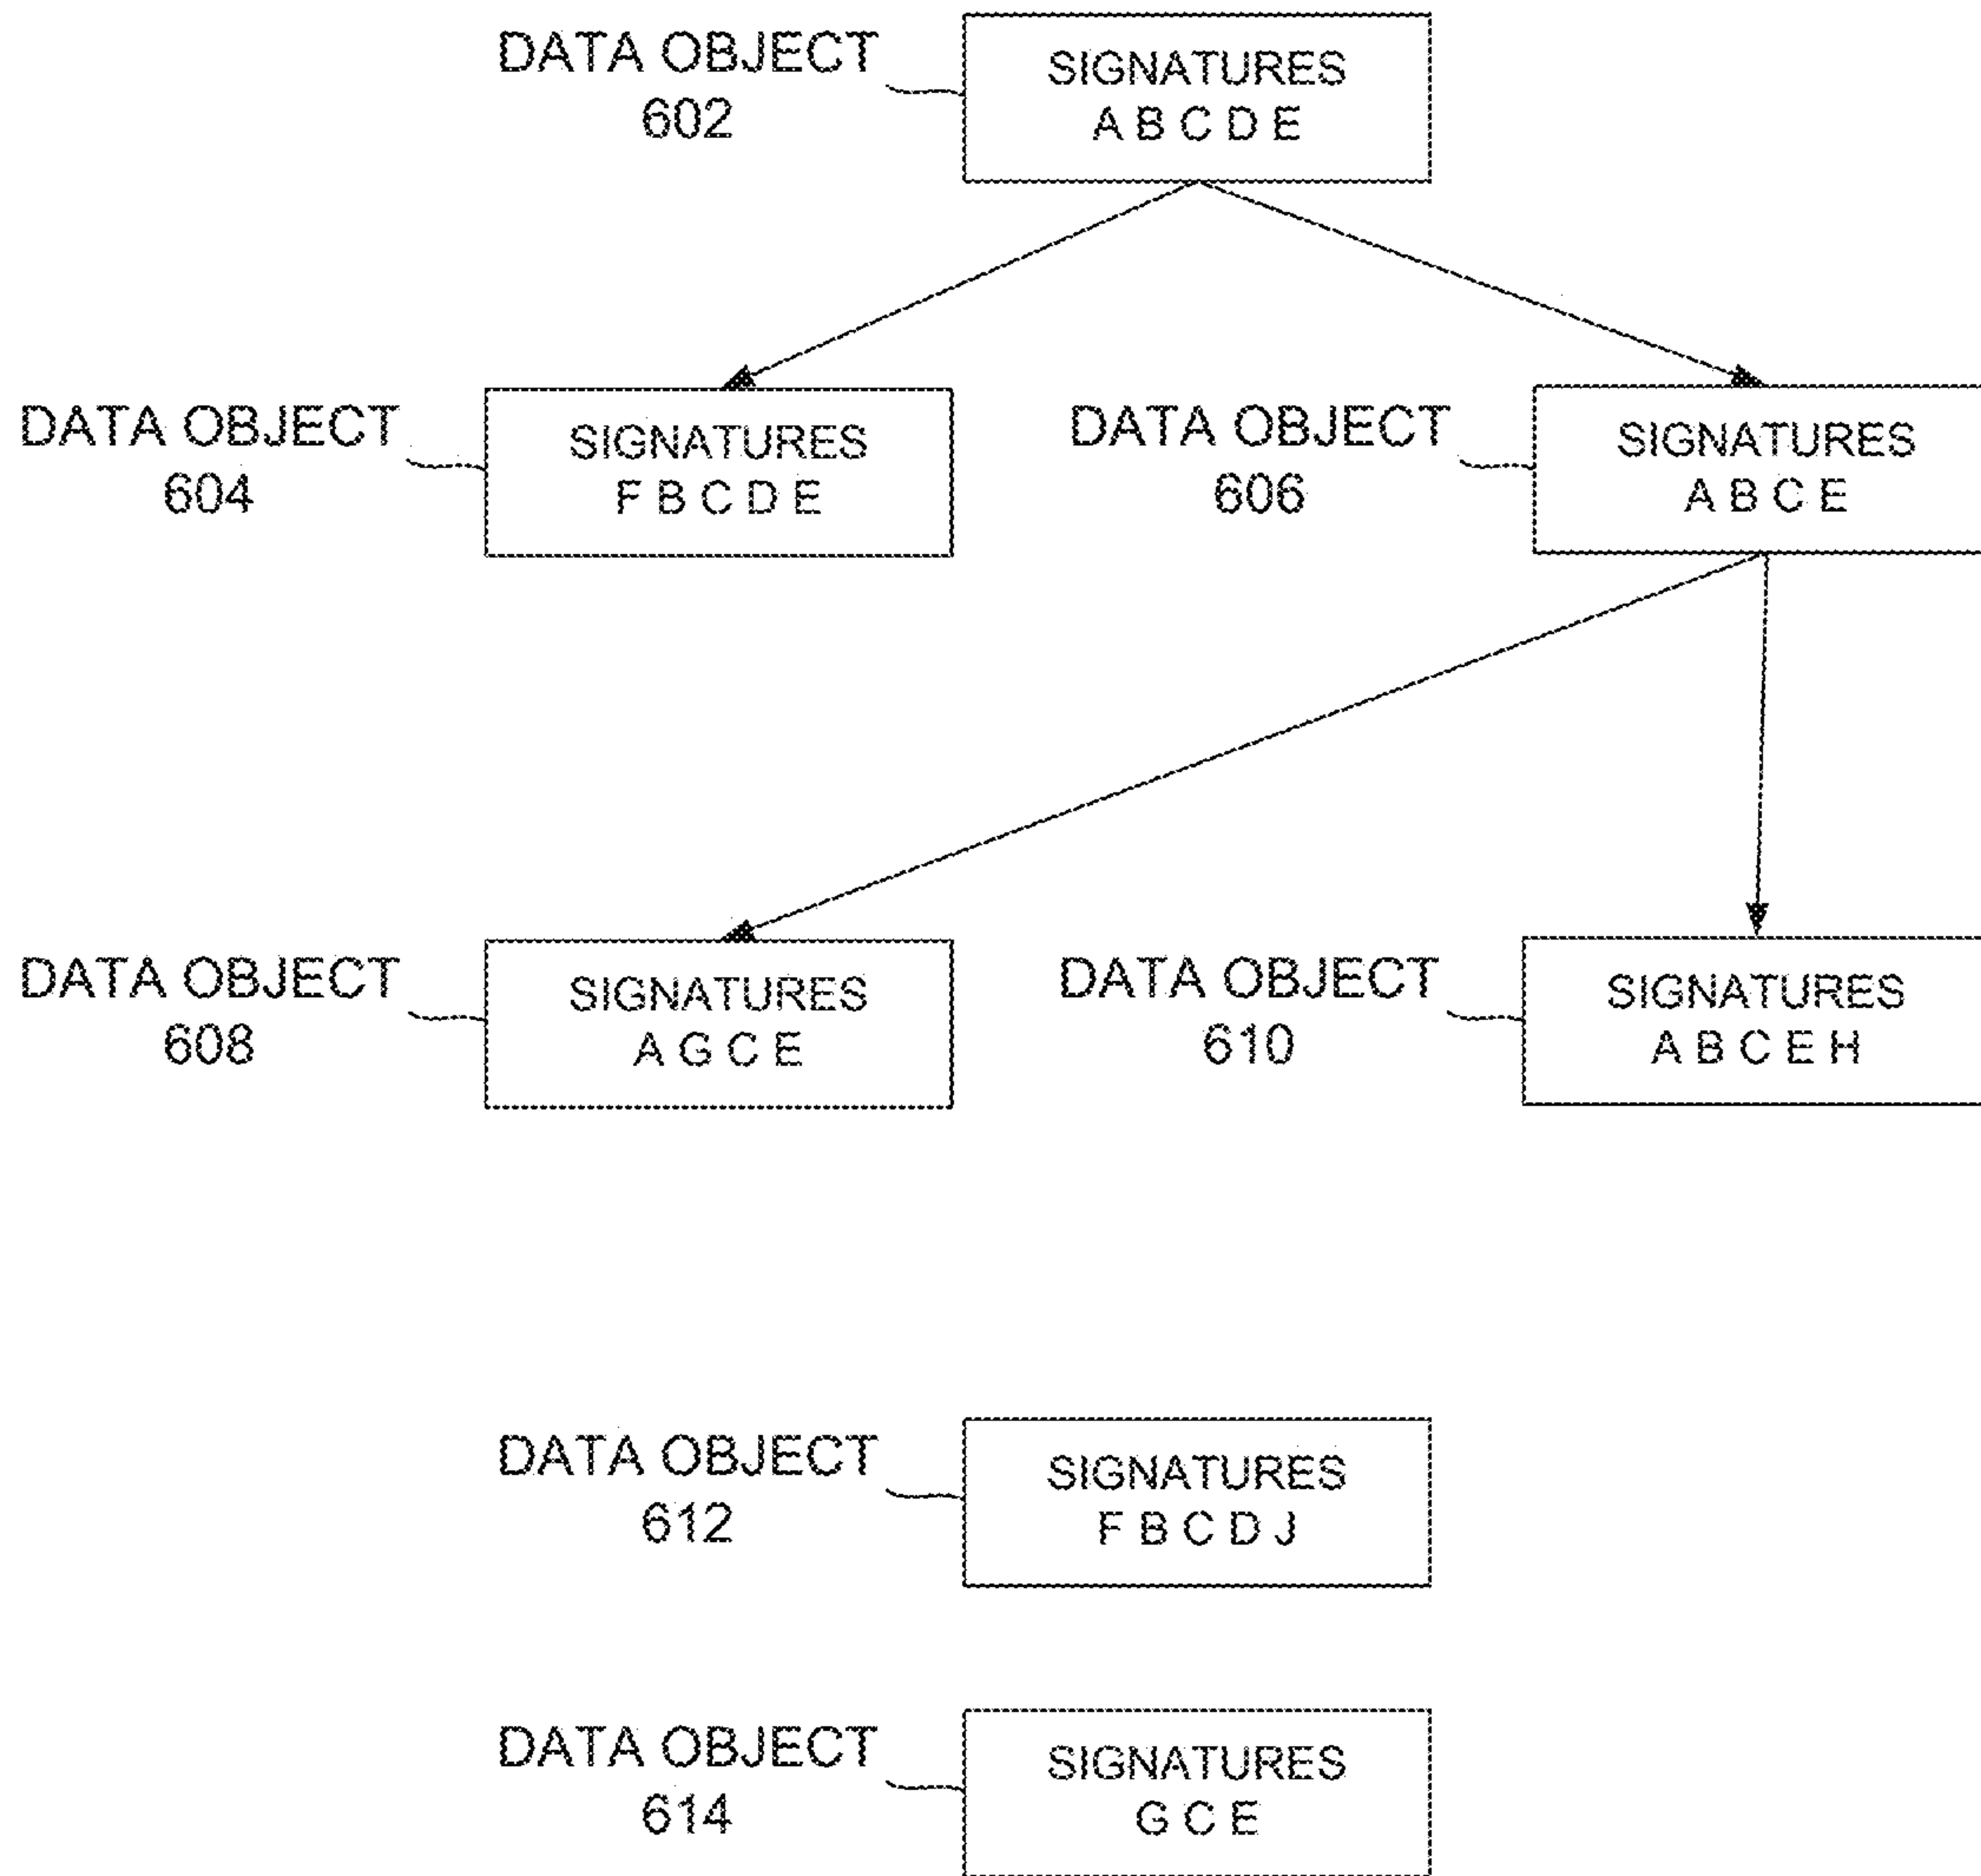 DATA OBJECT
602
SIGNATURES
A B C D E
DATA OBJECT
604
SIGNATURES
F B C D E
DATA OBJECT
606
SIGNATURES
A B C E
DATA OBJECT
608
SIGNATURES
A G C E
DATA OBJECT
610
SIGNATURES
A B C E H
DATA OBJECT
612
SIGNATURES
F B C D J
DATA OBJECT
614
SIGNATURES
G C E